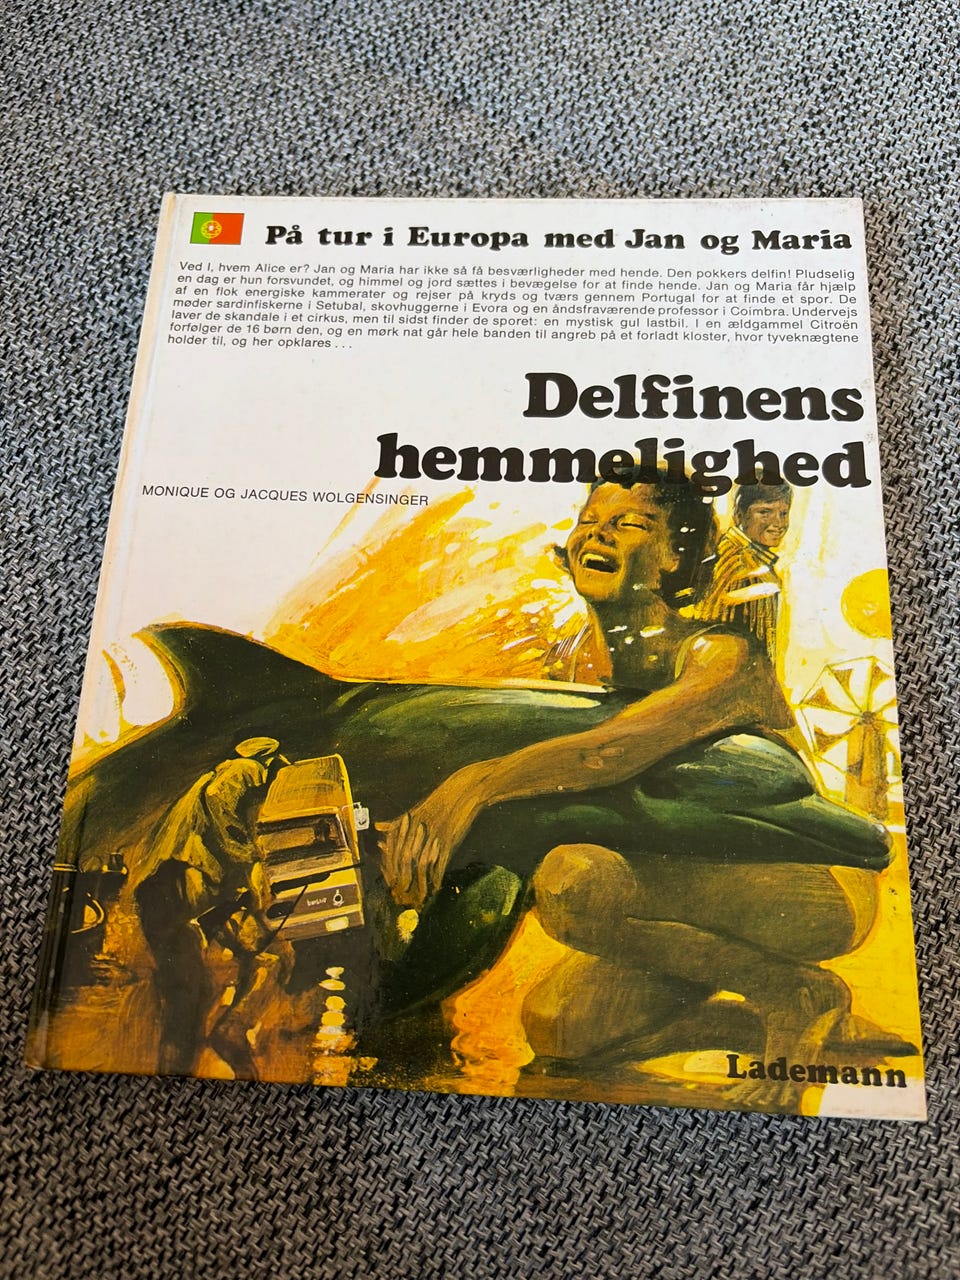 På tur i Europa med Jan og Maria
Ved I, hvem Alice er? Jan og Maria har ikke så få besværligheder med hende. Den pokkers delfin! Pludselig
en dag er hun forsvundet, og himmel og jord sættes i bevægelse for at finde hende. Jan og Maria får hjælp
af en flok energiske kammerater og rejser på kryds og tværs gennem Portugal for at finde et spor. De
møder sardinfiskerne i Setubal, skovhuggerne i Evora og en åndsfraværende professor i Coimbra. Undervejs
laver de skandale i et cirkus, men til sidst finder de sporet: en mystisk gul lastbil. I en ældgammel Citroën
forfølger de 16 børn den, og en mørk nat går hele banden til angreb på et forladt kloster, hvor tyveknægtene
holder til, og her opklares ...
Delfinens
hemmelighed
MONIQUE OG JACQUES WOLGENSINGER
Lademann